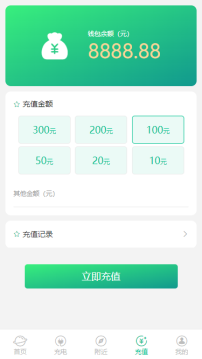 钱包余额（元）
8888.88
充值金额
300元 200元 100元
50元 20元 10元
其他金额（元）
充值记录
立即充值
首页 充电 附近 充值 我的